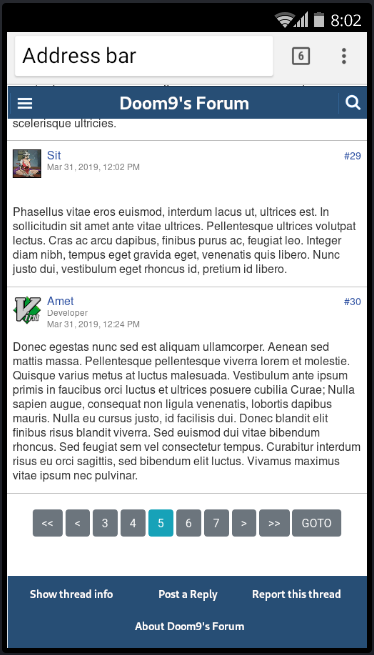 8:02
Address bar
6
Doom9's Forum
scelerisque ultricies.
Sit
#29
Mar 31, 2019, 12:02 PM
Phasellus vitae eros euismod, interdum lacus ut, ultrices est. In
sollicitudin sit amet ante vitae ultrices. Pellentesque ultrices volutpat
lectus. Cras ac arcu dapibus, finibus purus ac, feugiat leo. Integer
diam nibh, tempus eget gravida eget, venenatis quis libero. Nunc
justo dui, vestibulum eget rhoncus id, pretium id libero.
Amet
#30
Developer
Mar 31, 2019, 12:24 PM
Donec egestas nunc sed est aliquam ullamcorper. Aenean sed
mattis massa. Pellentesque pellentesque viverra lorem et molestie.
Quisque varius metus at luctus malesuada. Vestibulum ante ipsum
primis in faucibus orci luctus et ultrices posuere cubilia Curae; Nulla
sapien augue, consequat non ligula venenatis, lobortis dapibus
mauris. Nulla eu cursus justo, id facilisis dui. Donec blandit elit
finibus risus blandit viverra. Sed euismod dui vitae bibendum
rhoncus. Sed feugiat sem vel consectetur tempus. Curabitur interdum
risus eu orci sagittis, sed bibendum elit luctus. Vivamus maximus
vitae ipsum nec pulvinar.
<< < 3 4 5 6 7 > >> GOTO
Show thread info Post a Reply Report this thread
About Doom9's Forum